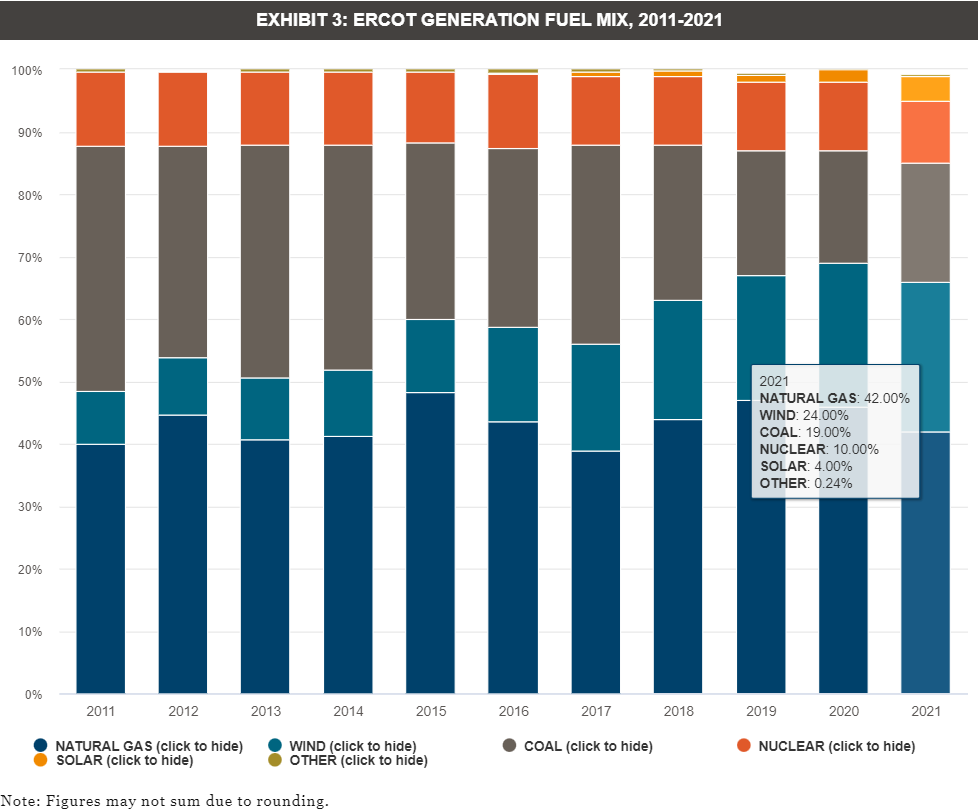 EXHIBIT 3: ERCOT GENERATION FUEL MIX, 2011-2021
100%
90%
80%
70%
60%
50%
40%
30%
20%
10%
0%
2021
NATURAL GAS: 42.00%
WIND: 24.00%
COAL: 19.00%
NUCLEAR: 10.00%
SOLAR: 4.00%
OTHER: 0.24%
2011 2012 2013 2014 2015 2016 2017 2018 2019 2020 2021
NATURAL GAS (click to hide) WIND (click to hide) COAL (click to hide) NUCLEAR (click to hide)
SOLAR (click to hide) OTHER (click to hide)
Note: Figures may not sum due to rounding.